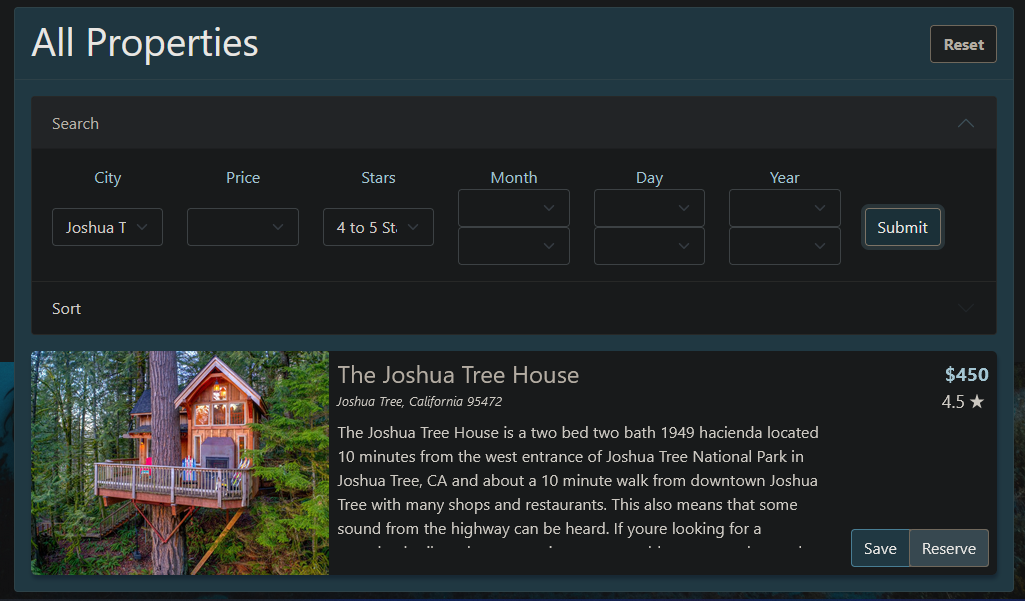 All Properties
Reset
Search
City
Price
Stars
Month
Day
Year
Joshua T
4 to 5 St
Submit
Sort
The Joshua Tree House
$450
Joshua Tree, California 95472
4.5 ★
The Joshua Tree House is a two bed two bath 1949 hacienda located
10 minutes from the west entrance of Joshua Tree National Park in
Joshua Tree, CA and about a 10 minute walk from downtown Joshua
Tree with many shops and restaurants. This also means that some
sound from the highway can be heard. If youre looking for a
Save
Reserve